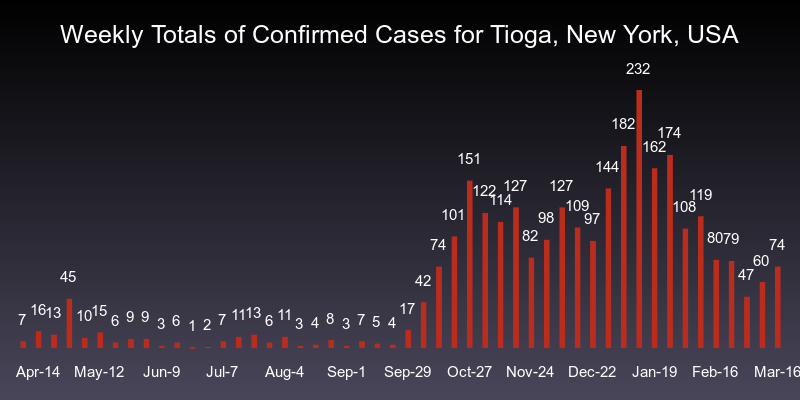 Weekly Totals of Confirmed Cases for Tioga, New York, USA
7 16 13 45 10 15 6 9 9 3 6 1 2 7 11 13 6 11 3 4 8 3 7 5 4 17 42 74 101 151 122 114 127 82 98 127 109 97 144 182 232 162 174 108 119 80 79 47 60 74
Apr-14 May-12 Jun-9 Jul-7 Aug-4 Sep-1 Sep-29 Oct-27 Nov-24 Dec-22 Jan-19 Feb-16 Mar-16